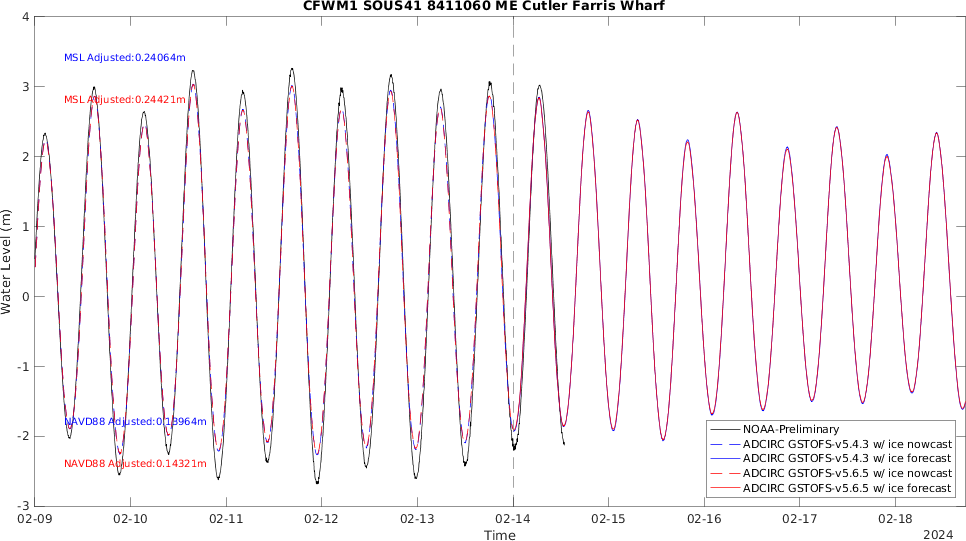 CFWM1 SOUS41 8411060 ME Cutler Farris Wharf
4
3
2
1
0
-1
-2
-3
Water Level (m)
MSL Adjusted:0.24064m
MSL Adjusted:0.24421m
NAVD88 Adjusted:0.13964m
NAVD88 Adjusted:0.14321m
NOAA-Preliminary
ADCIRC GSTOFS-v5.4.3 w/ ice nowcast
ADCIRC GSTOFS-v5.4.3 w/ ice forecast
ADCIRC GSTOFS-v5.6.5 w/ ice nowcast
ADCIRC GSTOFS-v5.6.5 w/ ice forecast
02-09 02-10 02-11 02-12 02-13 02-14 02-15 02-16 02-17 02-18
Time
2024